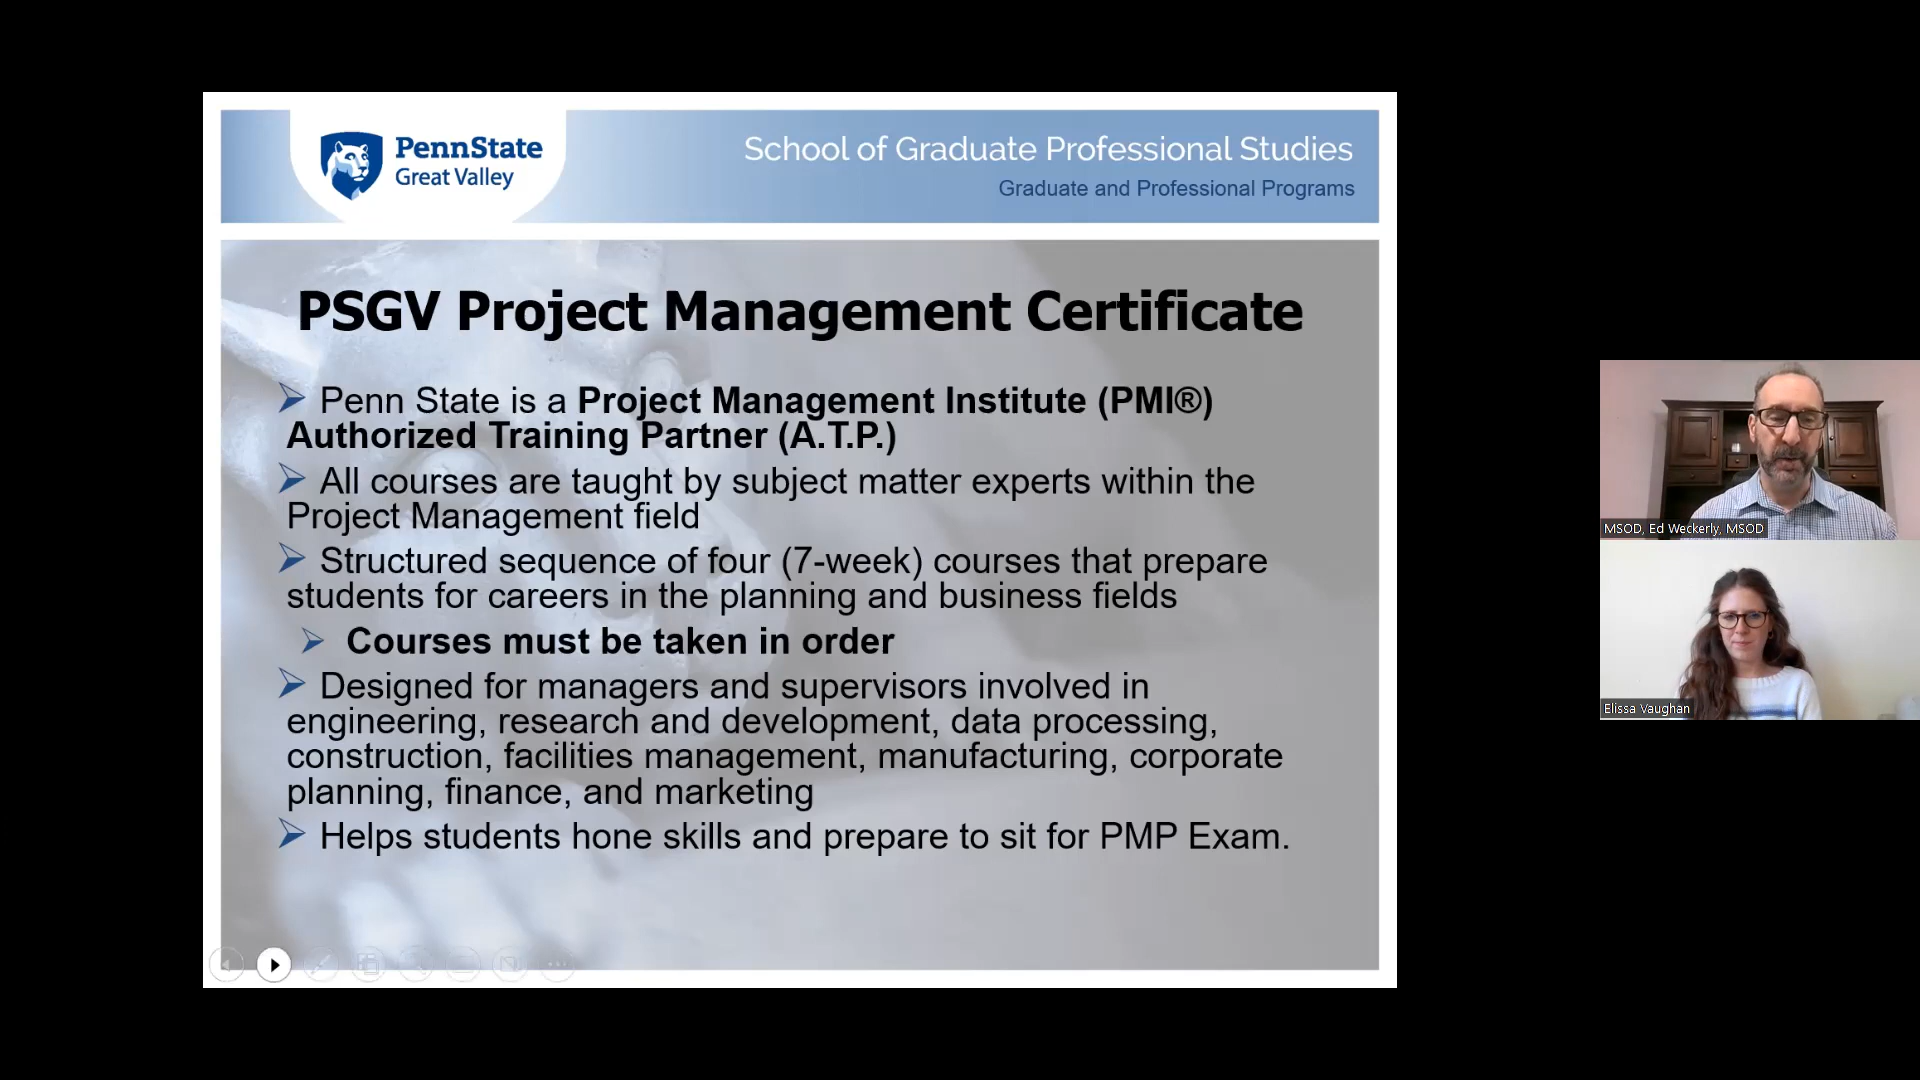 PennState
Great Valley
School of Graduate Professional Studies
Graduate and Professional Programs
PSGV Project Management Certificate
Penn State is a Project Management Institute (PMI®)
Authorized Training Partner (A.T.P.)
All courses are taught by subject matter experts within the
Project Management field
Structured sequence of four (7-week) courses that prepare
students for careers in the planning and business fields
Courses must be taken in order
Designed for managers and supervisors involved in
engineering, research and development, data processing,
construction, facilities management, manufacturing, corporate
planning, finance, and marketing
Helps students hone skills and prepare to sit for PMP Exam.
MSOD, Ed Weckerly, MSOD
Elissa Vaughan